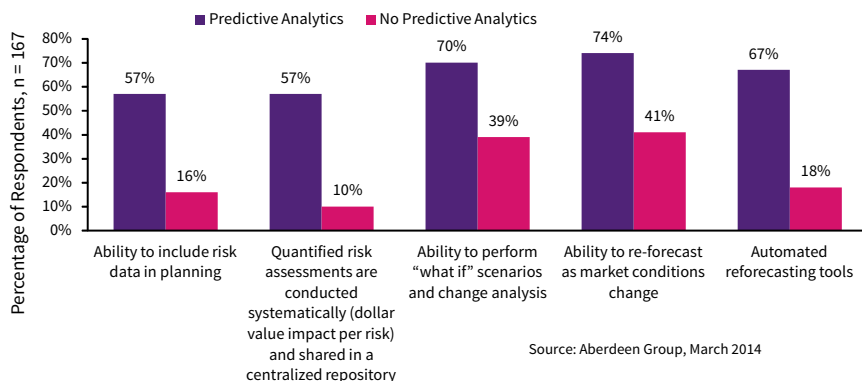 Predictive Analytics
No Predictive Analytics
Percentage of Respondents, n = 167
80%
70%
60%
50%
40%
30%
20%
10%
0%
57%
16%
57%
10%
70%
39%
74%
41%
67%
18%
Ability to include risk
data in planning
Quantified risk
assessments are
conducted
systematically (dollar
value impact per risk)
and shared in a
centralized repository
Ability to perform
“what if” scenarios
and change analysis
Ability to re-forecast
as market conditions
change
Automated
reforecasting tools
Source: Aberdeen Group, March 2014